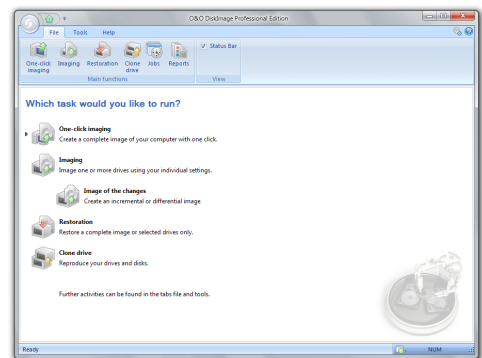 O&O DiskImage Professional Edition
File Tools Help
One-click imaging
Imaging
Restoration
Clone drive
Jobs
Reports
Main functions
Status Bar
View
Which task would you like to run?
One-click imaging
Create a complete image of your computer with one click.
Imaging
Image one or more drives using your individual settings.
Image of the changes
Create an incremental or differential image
Restoration
Restore a complete image or selected drives only.
Clone drive
Reproduce your drives and disks.
Further activities can be found in the tabs file and tools.
Ready
NUM